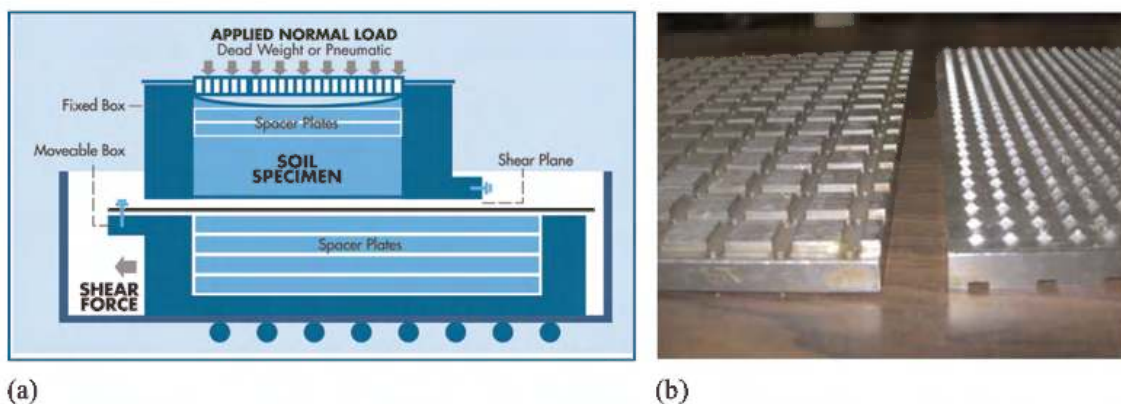 APPLIED NORMAL LOAD
Dead Weight or Pneumatic
Fixed Box
Spacer Plates
Moveable Box
SOIL
SPECIMEN
Shear Plane
Spacer Plates
SHEAR
FORCE
(a)
(b)